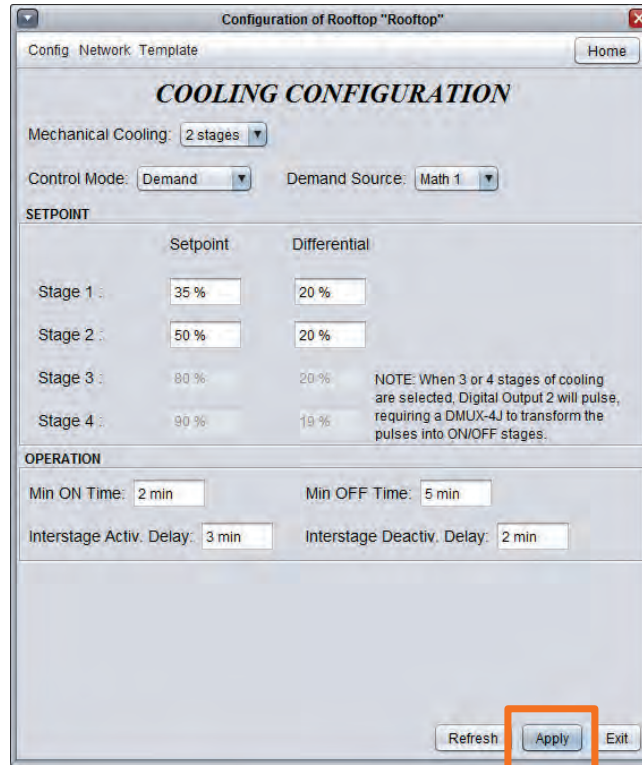 Configuration of Rooftop "Rooftop"
Config Network Template Home
COOLING CONFIGURATION
Mechanical Cooling: 2 stages
Control Mode: Demand Demand Source: Math 1
SETPOINT
Setpoint Differential
Stage 1 : 35 % 20 %
Stage 2 : 50 % 20 %
Stage 3 : 80 % 20 %
Stage 4 : 90 % 19 %
NOTE: When 3 or 4 stages of cooling
are selected, Digital Output 2 will pulse,
requiring a DMUX-4J to transform the
pulses into ON/OFF stages.
OPERATION
Min ON Time: 2 min Min OFF Time: 5 min
Interstage Activ. Delay: 3 min Interstage Deactiv. Delay: 2 min
Refresh Apply Exit